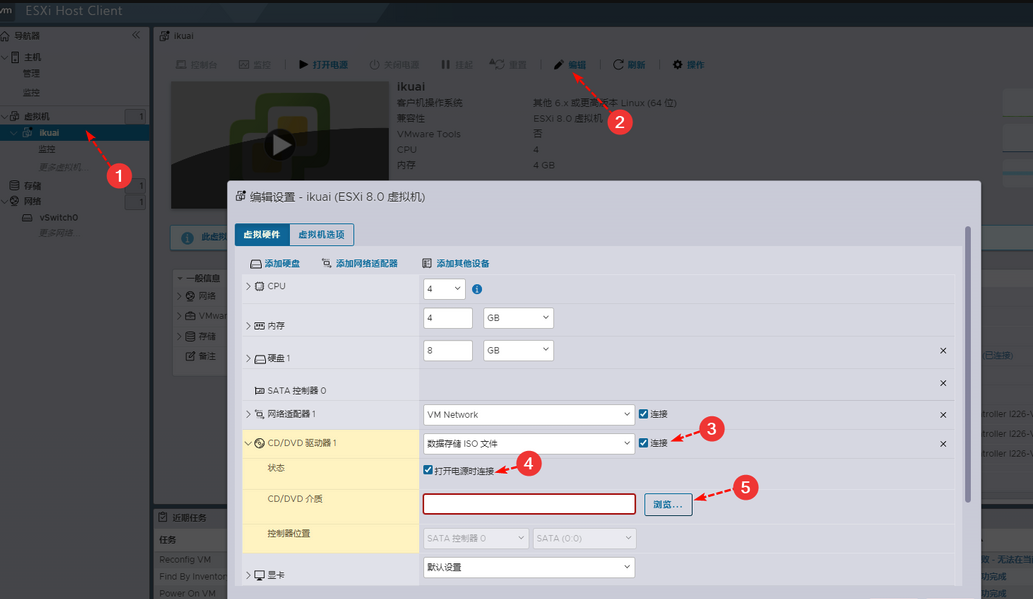 vm ESXi Host Client
导航器
主机
管理
监控
虚拟机 1
ikuai
监控
更多虚拟机...
存储 1
网络 1
vSwitch0
更多网络...
1
ikuai
控制台 监控 打开电源 关闭电源 挂起 重置 编辑 刷新 操作
2
ikuai
客户机操作系统 其他 6.x 或更高版本 Linux (64 位)
兼容性 ESXi 8.0 虚拟机
VMware Tools 否
CPU 4
内存 4 GB
此虚拟
一般信息
网络
VMwar
存储
备注
编辑设置 - ikuai (ESXi 8.0 虚拟机)
虚拟硬件 虚拟机选项
添加硬盘 添加网络适配器 添加其他设备
CPU 4
内存 4 GB
硬盘 1 8 GB
SATA 控制器 0
网络适配器 1 VM Network 连接
CD/DVD 驱动器 1 数据存储 ISO 文件 连接
3
状态 打开电源时连接
4
CD/DVD 介质 浏览...
5
控制器位置 SATA 控制器 0 SATA (0:0)
显卡 默认设置
(已连接)
ntroller I226-V
ntroller I226-V
ntroller I226-V
近期任务
任务
Reconfig VM
Find By Inventor
Power On VM
败 - 无法在当
功完成
功完成